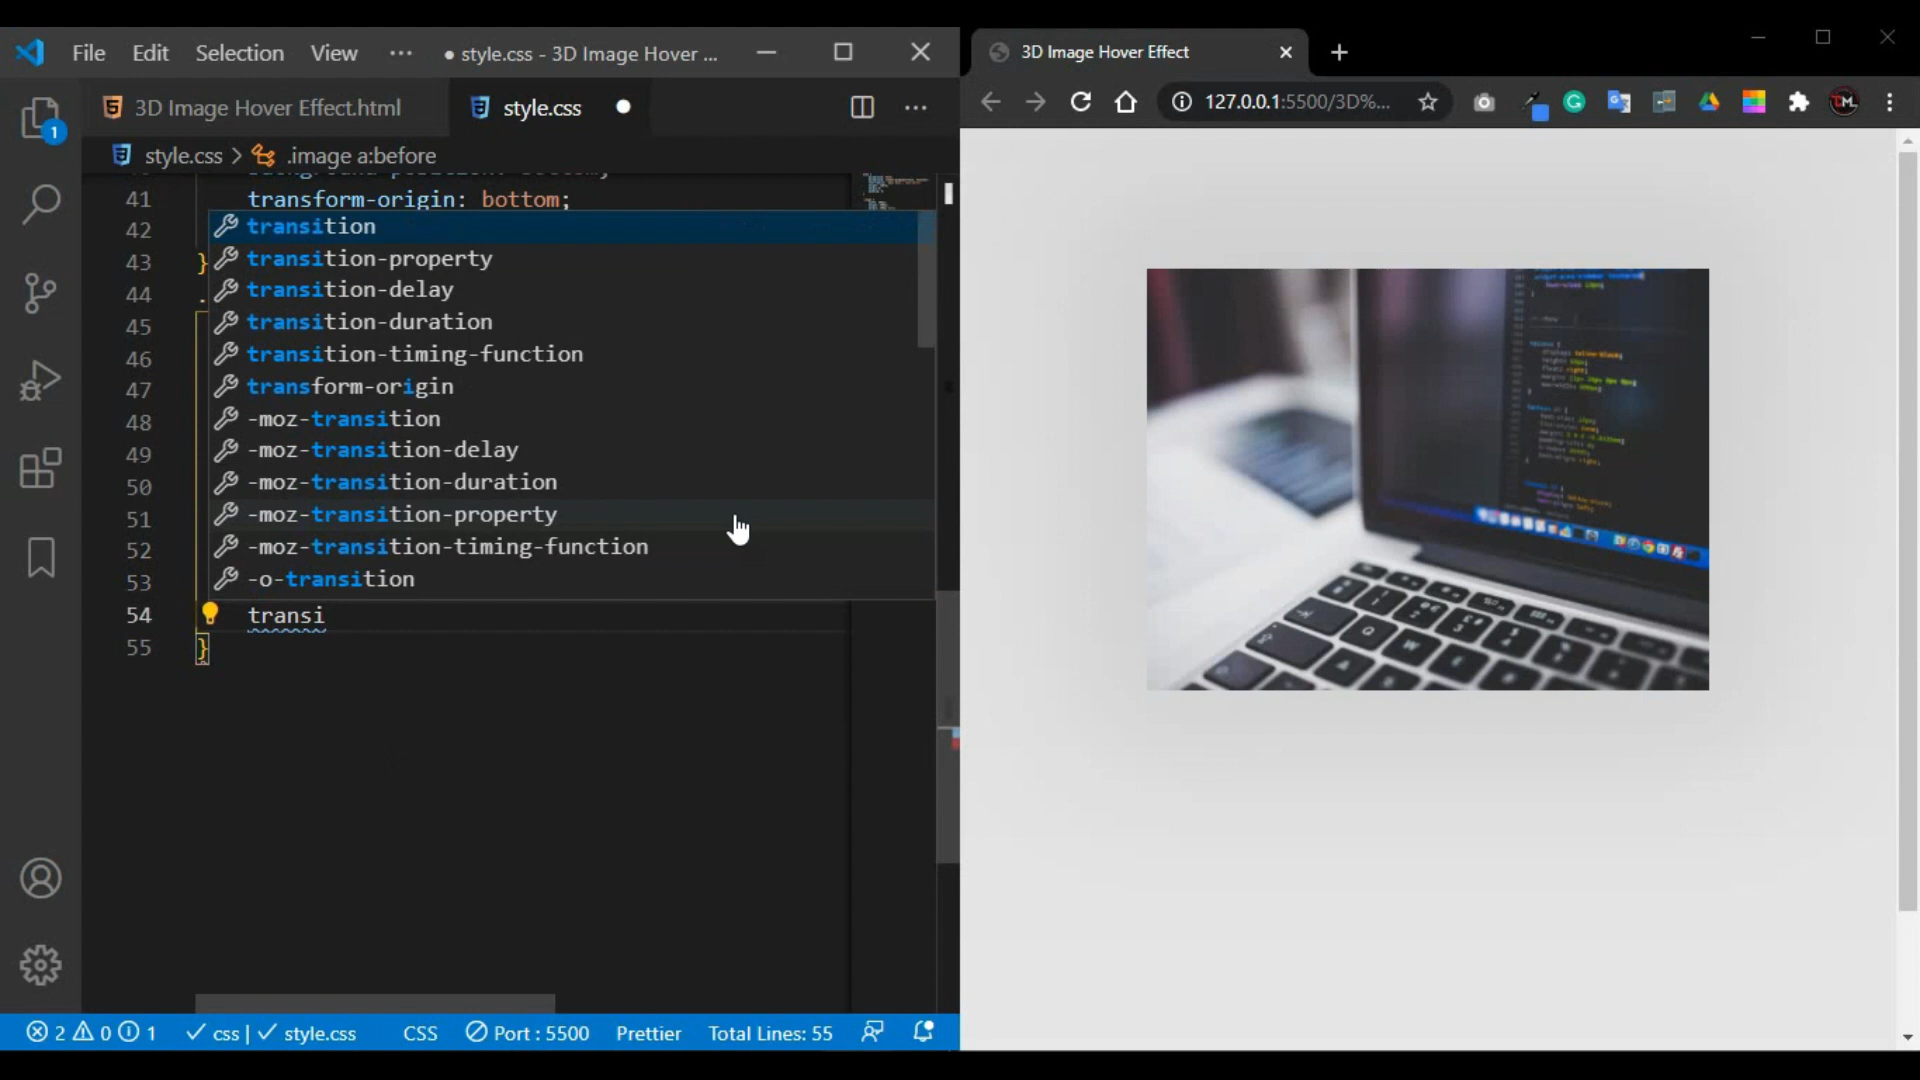 File Edit Selection View ··· ● style.css - 3D Image Hover ...
3D Image Hover Effect.html style.css ●
style.css > .image a:before
41 transform-origin: bottom;
42
43 }
44 .
45
46
47
48
49
50
51
52
53
transition
transition-property
transition-delay
transition-duration
transition-timing-function
transform-origin
-moz-transition
-moz-transition-delay
-moz-transition-duration
-moz-transition-property
-moz-transition-timing-function
-o-transition
54 transi
55 }
1
2 0 1 css | style.css CSS Port : 5500 Prettier Total Lines: 55
3D Image Hover Effect
127.0.0.1:5500/3D%...